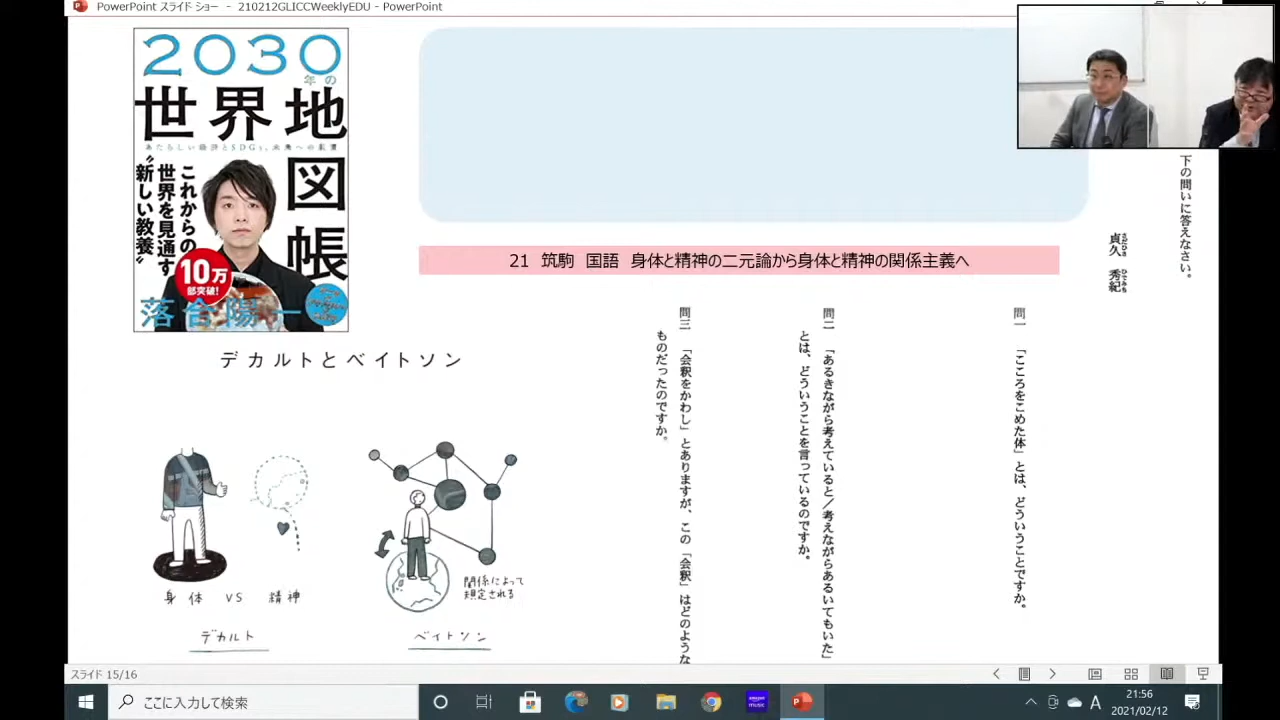 PowerPoint スライド ショー - 210212GLICCWeeklyEDU - PowerPoint
2030
年の
世界地
図帳
あたらしい経済とSDGs、未来への展望
これからの
世界を見通す
"新しい教養"
10万
部突破!
落合陽一
下の問いに答えなさい。
貞久 秀紀
さだひさ ひでみち
21 筑駒 国語 身体と精神の二元論から身体と精神の関係主義へ
問一 「こころをこめた体」とは、どういうことですか。
問二 「あるきながら考えていると/考えながらあるいてもいた」
とは、どういうことを言っているのですか。
問三 「会釈をかわし」とありますが、この「会釈」はどのような
ものだったのですか。
デカルトとベイトソン
身体 VS 精神
デカルト
関係によって
規定される
ベイトソン
スライド 15/16
ここに入力して検索
amazon music
A
21:56
2021/02/12